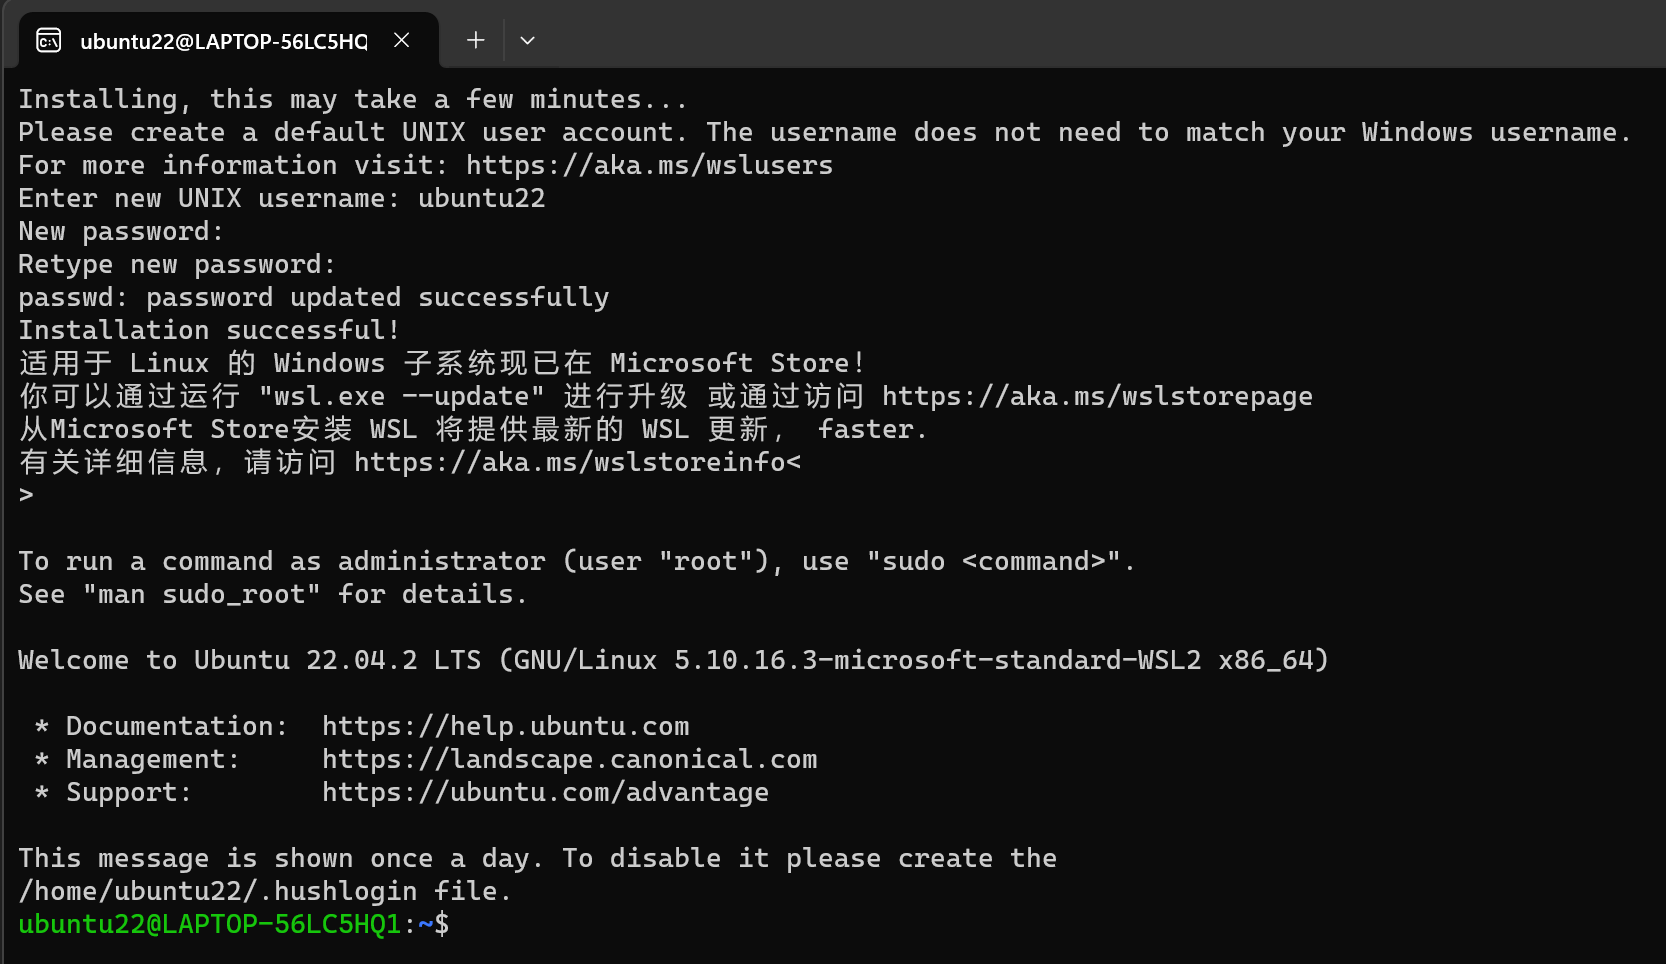 ubuntu22@LAPTOP-56LC5HQ
Installing, this may take a few minutes...
Please create a default UNIX user account. The username does not need to match your Windows username.
For more information visit: https://aka.ms/wslusers
Enter new UNIX username: ubuntu22
New password:
Retype new password:
passwd: password updated successfully
Installation successful!
适用于 Linux 的 Windows 子系统现已在 Microsoft Store!
你可以通过运行 "wsl.exe --update" 进行升级 或通过访问 https://aka.ms/wslstorepage
从Microsoft Store安装 WSL 将提供最新的 WSL 更新， faster.
有关详细信息，请访问 https://aka.ms/wslstoreinfo<
>
To run a command as administrator (user "root"), use "sudo <command>".
See "man sudo_root" for details.
Welcome to Ubuntu 22.04.2 LTS (GNU/Linux 5.10.16.3-microsoft-standard-WSL2 x86_64)
* Documentation:  https://help.ubuntu.com
* Management:     https://landscape.canonical.com
* Support:        https://ubuntu.com/advantage
This message is shown once a day. To disable it please create the
/home/ubuntu22/.hushlogin file.
ubuntu22@LAPTOP-56LC5HQ1:~$